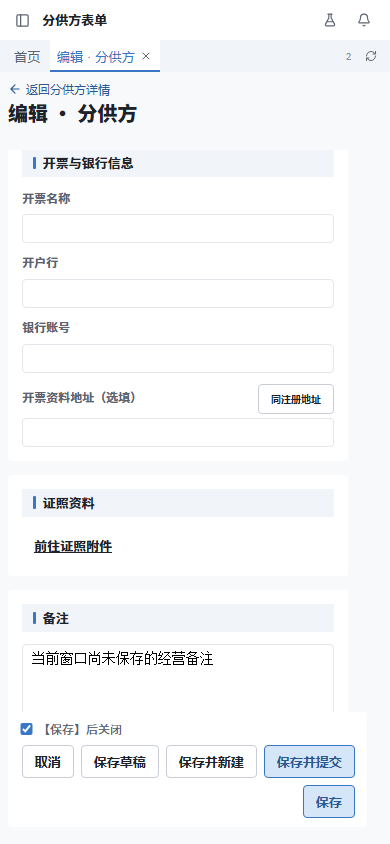 分供方表单
首页
编辑 · 分供方
2
返回分供方详情
编辑 · 分供方
开票与银行信息
开票名称
开户行
银行账号
开票资料地址（选填）
同注册地址
证照资料
前往证照附件
备注
当前窗口尚未保存的经营备注
【保存】后关闭
取消
保存草稿
保存并新建
保存并提交
保存